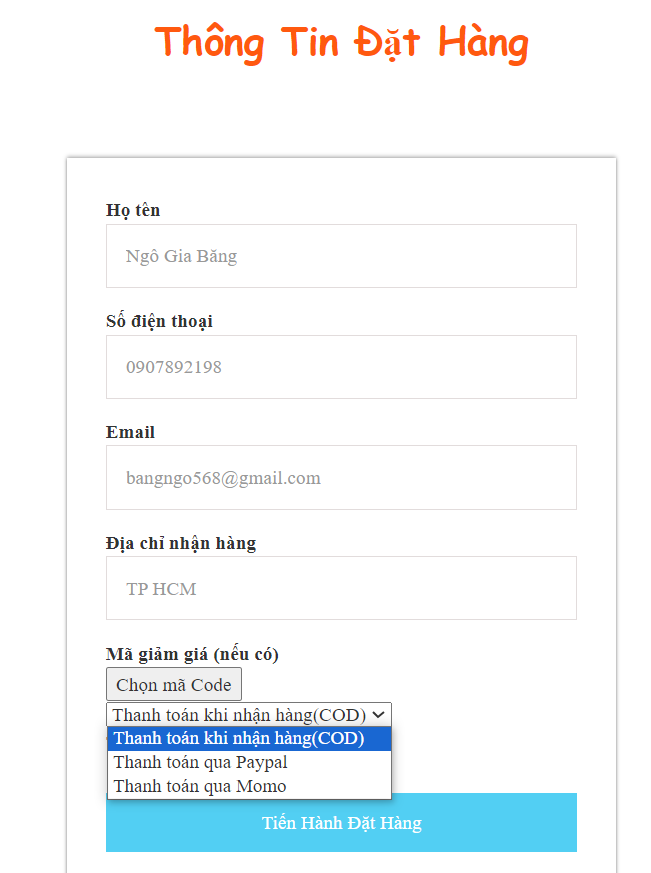 Thông Tin Đặt Hàng
Họ tên
Ngô Gia Băng
Số điện thoại
0907892198
Email
bangngo568@gmail.com
Địa chỉ nhận hàng
TP HCM
Mã giảm giá (nếu có)
Chọn mã Code
Thanh toán khi nhận hàng(COD)
Thanh toán khi nhận hàng(COD)
Thanh toán qua Paypal
Thanh toán qua Momo
Tiến Hành Đặt Hàng